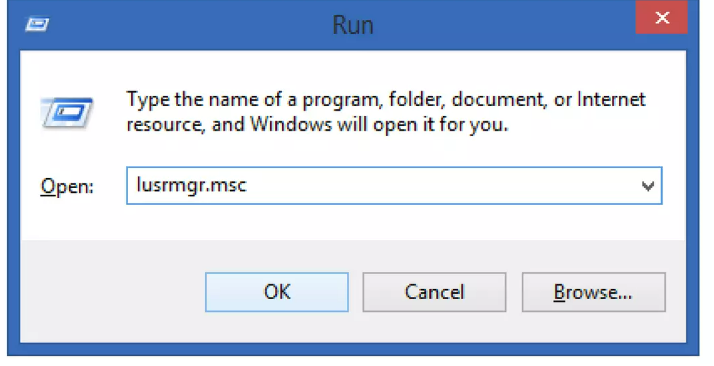 Run
Type the name of a program, folder, document, or Internet
resource, and Windows will open it for you.
Open: lusrmgr.msc
OK Cancel Browse...